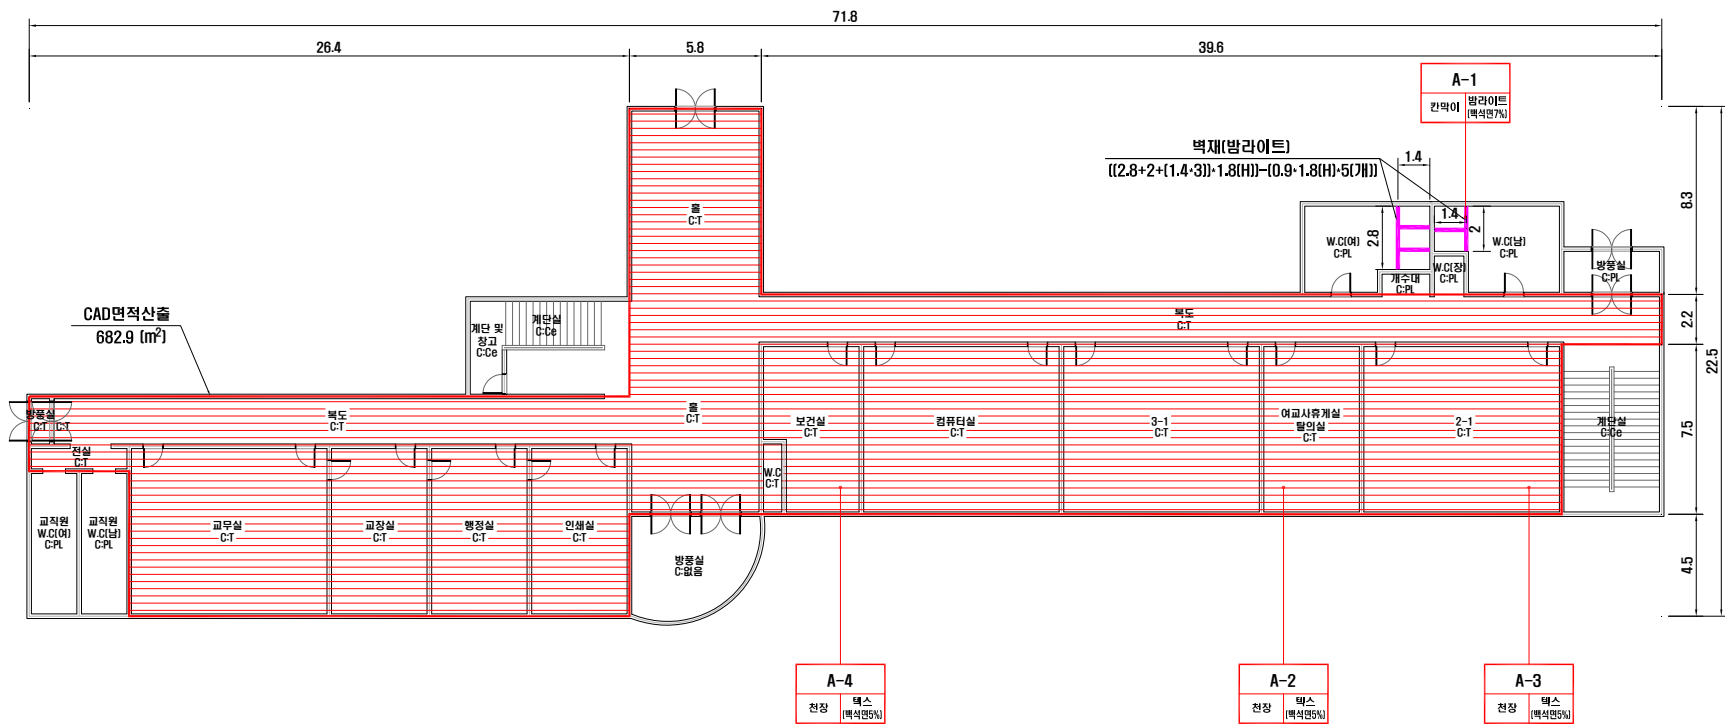 71.8
26.4
5.8
39.6
A-1
칸막이
밤라이트
(백석면7%)
벽재(밤라이트)
((2.8+2+(1.4*3))*1.8(H))-(0.9*1.8(H)*5(개))
1.4
8.3
홀
C:T
1.4
2
2.8
W.C(여)
C:PL
W.C(남)
C:PL
W.C(장)
C:PL
개수대
C:PL
방풍실
C:PL
CAD면적산출
682.9 (m²)
계단 및
창고
C:Ce
계단실
C:Ce
복도
C:T
2.2
22.5
방풍실
C:T
C:T
복도
C:T
홀
C:T
보건실
C:T
컴퓨터실
C:T
3-1
C:T
여교사휴게실
탈의실
C:T
2-1
C:T
계단실
C:Ce
7.5
전실
C:T
W.C
C:T
교직원
W.C(여)
C:PL
교직원
W.C(남)
C:PL
교무실
C:T
교장실
C:T
행정실
C:T
인쇄실
C:T
방풍실
C:없음
4.5
A-4
천장
텍스
(백석면5%)
A-2
천장
텍스
(백석면5%)
A-3
천장
텍스
(백석면5%)